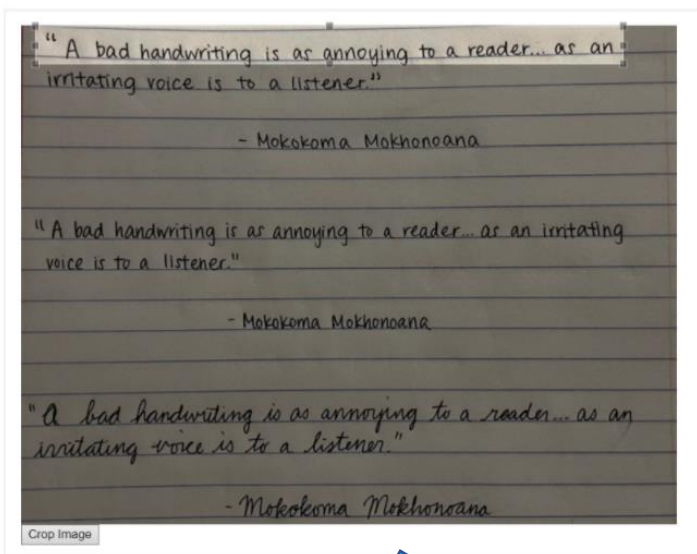 “A bad handwriting is as annoying to a reader... as an
irritating voice is to a listener.”
- Mokokoma Mokhonoana
"A bad handwriting is as annoying to a reader... as an irritating
voice is to a listener."
- Mokokoma Mokhonoana
"A bad handwriting is as annoying to a reader... as an
irritating voice is to a listener."
- Mokokoma Mokhonoana
Crop Image